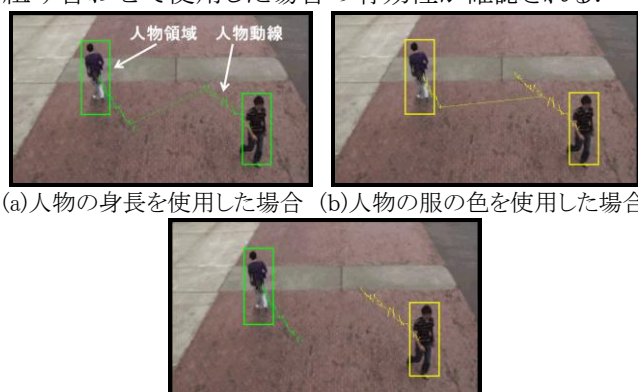 組み合わせて使用した場合の有効性が確認される.
人物領域 人物動線
(a)人物の身長を使用した場合 (b)人物の服の色を使用した場合